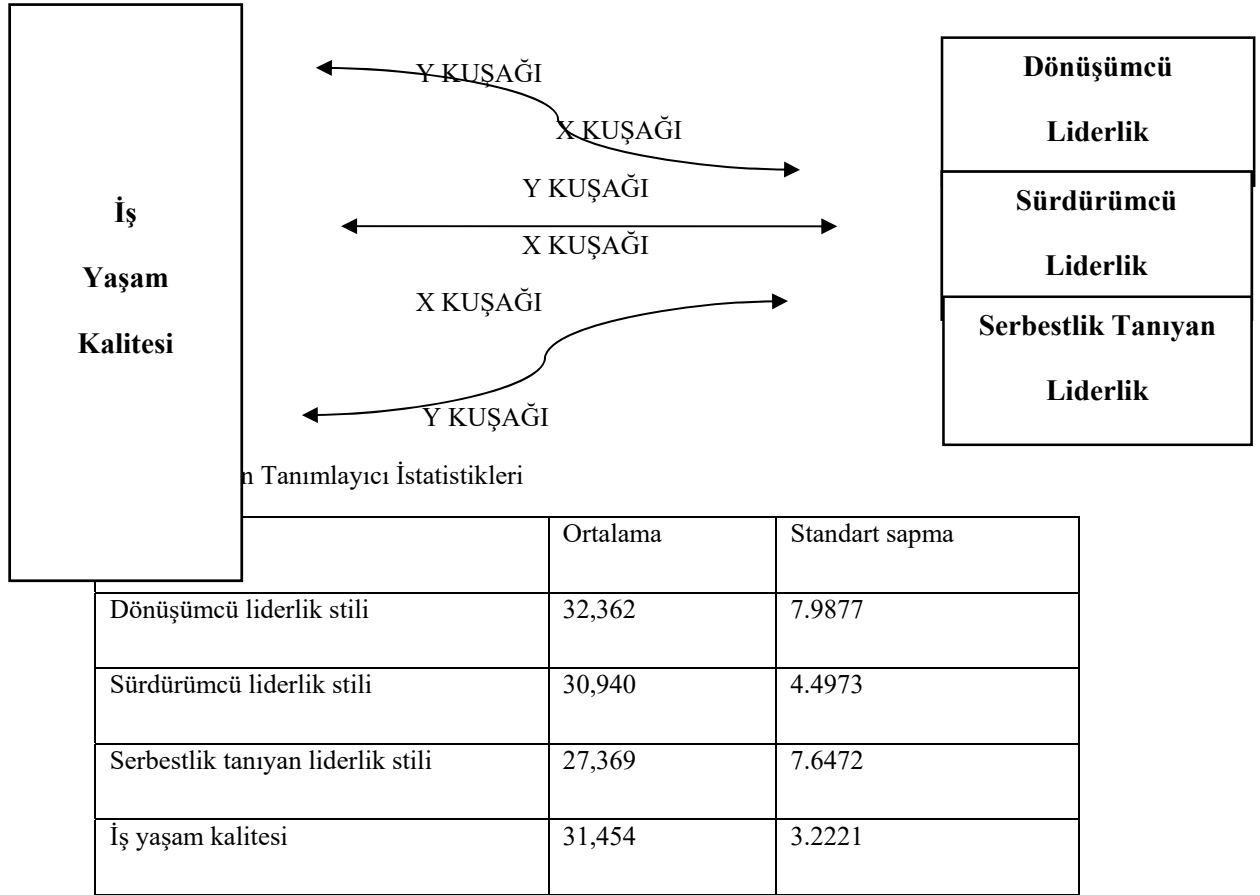 Y KUŞAĞI
X KUŞAĞI
Y KUŞAĞI
X KUŞAĞI
X KUŞAĞI
Y KUŞAĞI
İş
Yaşam
Kalitesi
Dönüşümcü
Liderlik
Sürdürümcü
Liderlik
Serbestlik Tanıyan
Liderlik
Tanımlayıcı İstatistikleri
Ortalama Standart sapma
Dönüşümcü liderlik stili 32,362 7.9877
Sürdürümcü liderlik stili 30,940 4.4973
Serbestlik tanıyan liderlik stili 27,369 7.6472
İş yaşam kalitesi 31,454 3.2221